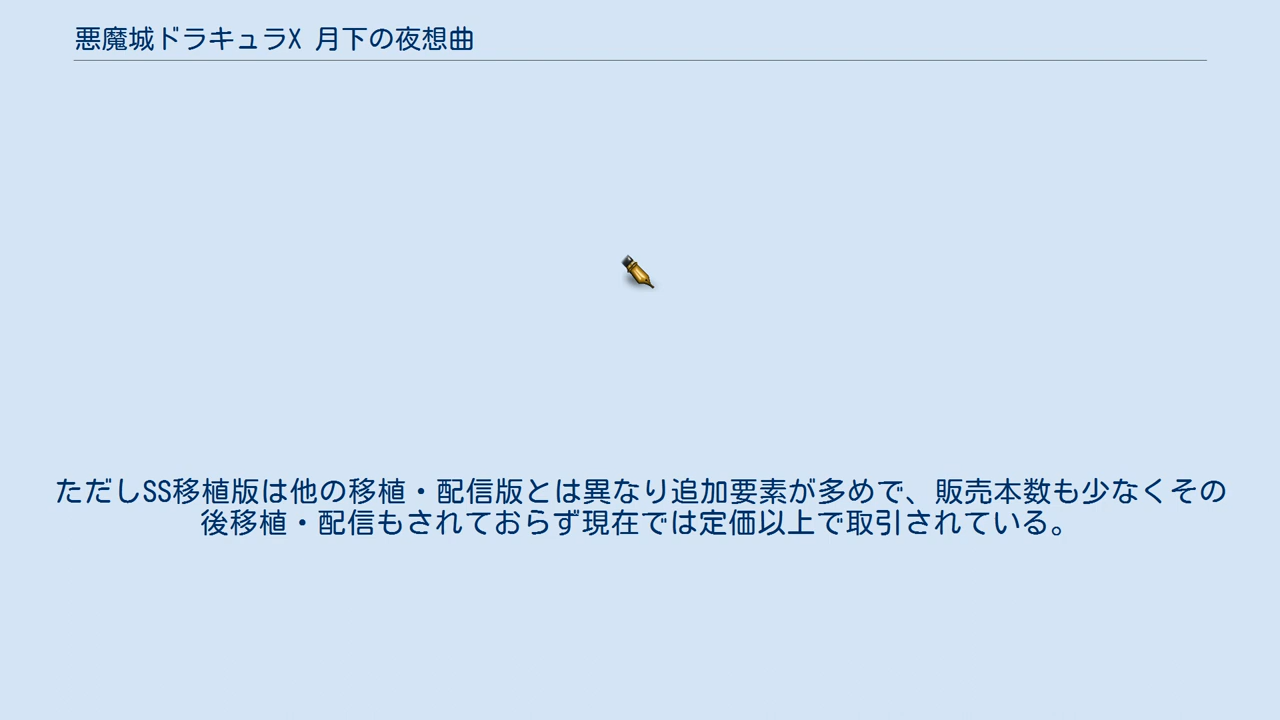 悪魔城ドラキュラX 月下の夜想曲
ただしSS移植版は他の移植・配信版とは異なり追加要素が多めで、販売本数も少なくその
後移植・配信もされておらず現在では定価以上で取引されている。